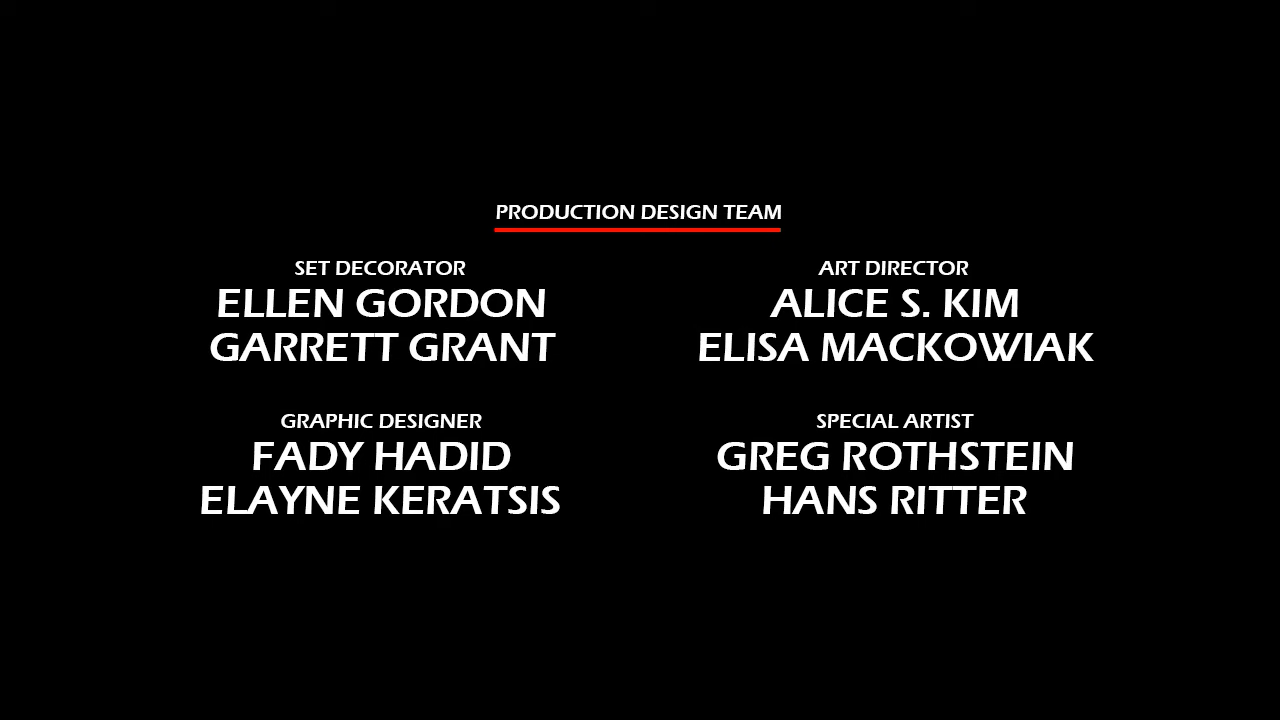 PRODUCTION DESIGN TEAM
SET DECORATOR
ELLEN GORDON
GARRETT GRANT
ART DIRECTOR
ALICE S. KIM
ELISA MACKOWIAK
GRAPHIC DESIGNER
FADY HADID
ELAYNE KERATSIS
SPECIAL ARTIST
GREG ROTHSTEIN
HANS RITTER